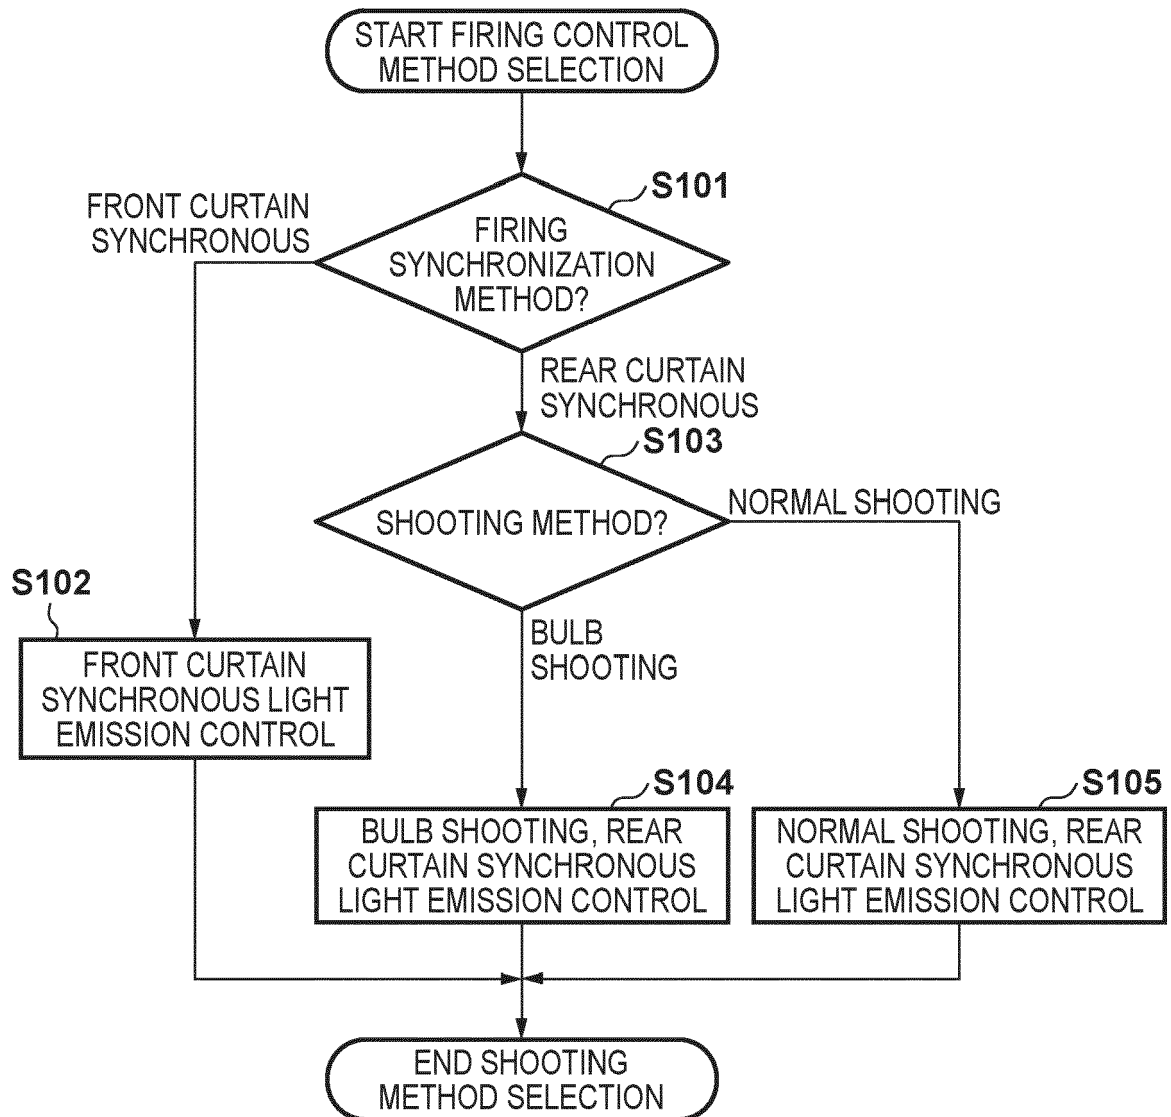 START FIRING CONTROL
METHOD SELECTION
S101
FRONT CURTAIN
SYNCHRONOUS
FIRING
SYNCHRONIZATION
METHOD?
REAR CURTAIN
SYNCHRONOUS
S103
NORMAL SHOOTING
SHOOTING METHOD?
S102
BULB
SHOOTING
FRONT CURTAIN
SYNCHRONOUS LIGHT
EMISSION CONTROL
S104
S105
BULB SHOOTING, REAR
CURTAIN SYNCHRONOUS
LIGHT EMISSION CONTROL
NORMAL SHOOTING, REAR
CURTAIN SYNCHRONOUS
LIGHT EMISSION CONTROL
END SHOOTING
METHOD SELECTION